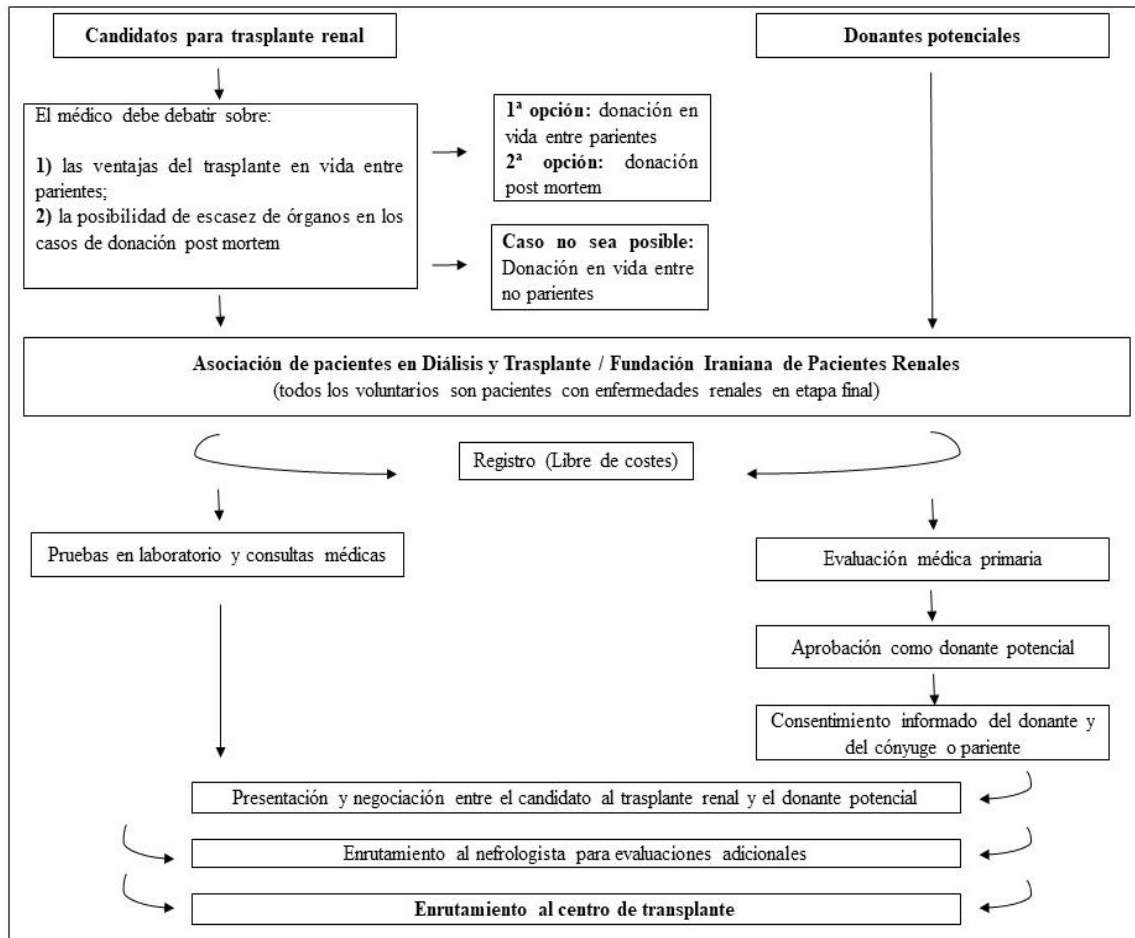 Candidatos para trasplante renal
Donantes potenciales
El médico debe debatir sobre:
1) las ventajas del trasplante en vida entre
parientes;
2) la posibilidad de escasez de órganos en los
casos de donación post mortem
1ª opción: donación en
vida entre parientes
2ª opción: donación
post mortem
Caso no sea posible:
Donación en vida entre
no parientes
Asociación de pacientes en Diálisis y Trasplante / Fundación Iraniana de Pacientes Renales
(todos los voluntarios son pacientes con enfermedades renales en etapa final)
Registro (Libre de costes)
Pruebas en laboratorio y consultas médicas
Evaluación médica primaria
Aprobación como donante potencial
Consentimiento informado del donante y
del cónyuge o pariente
Presentación y negociación entre el candidato al trasplante renal y el donante potencial
Enrutamiento al nefrologista para evaluaciones adicionales
Enrutamiento al centro de transplante